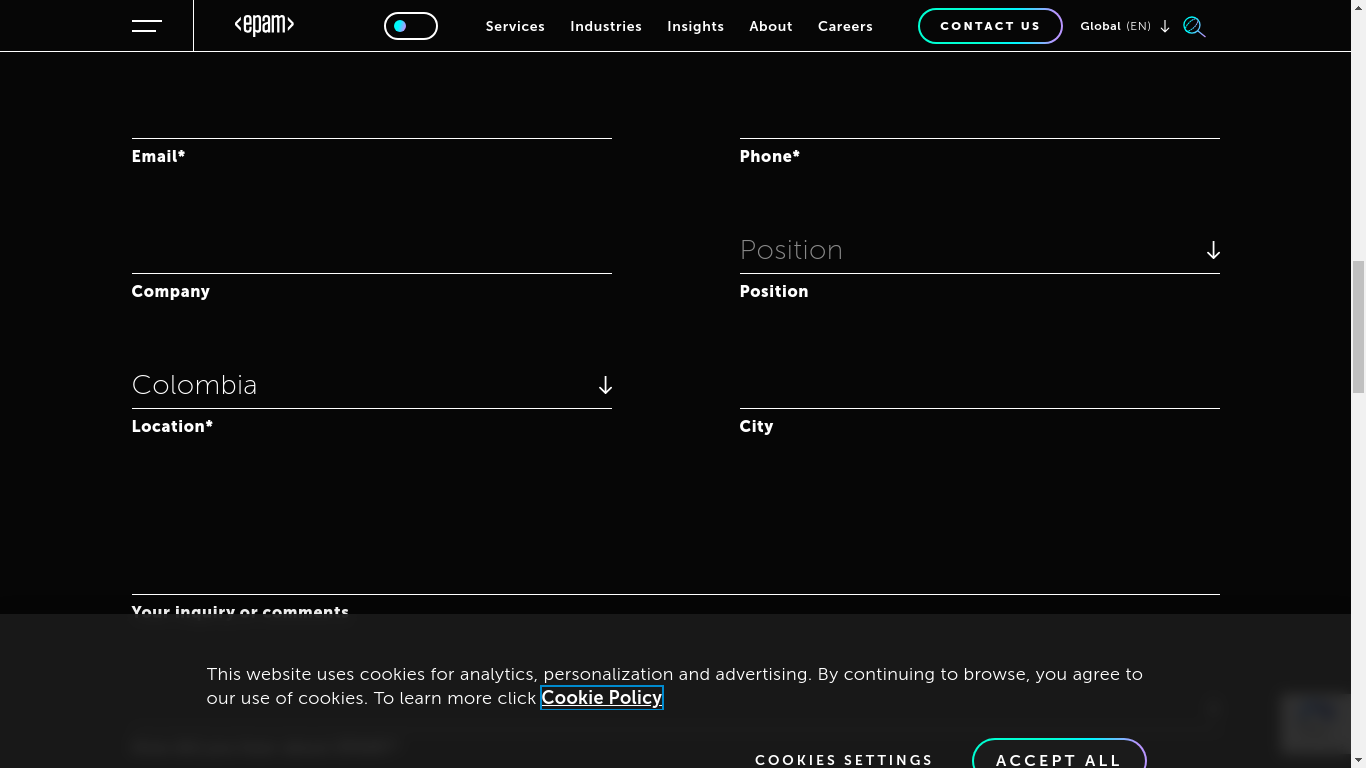 <epam>
Services Industries Insights About Careers
CONTACT US
Global (EN)
Email*
Phone*
Position
Company
Position
Colombia
Location*
City
Your inquiry or comments
This website uses cookies for analytics, personalization and advertising. By continuing to browse, you agree to
our use of cookies. To learn more click Cookie Policy
COOKIES SETTINGS
ACCEPT ALL